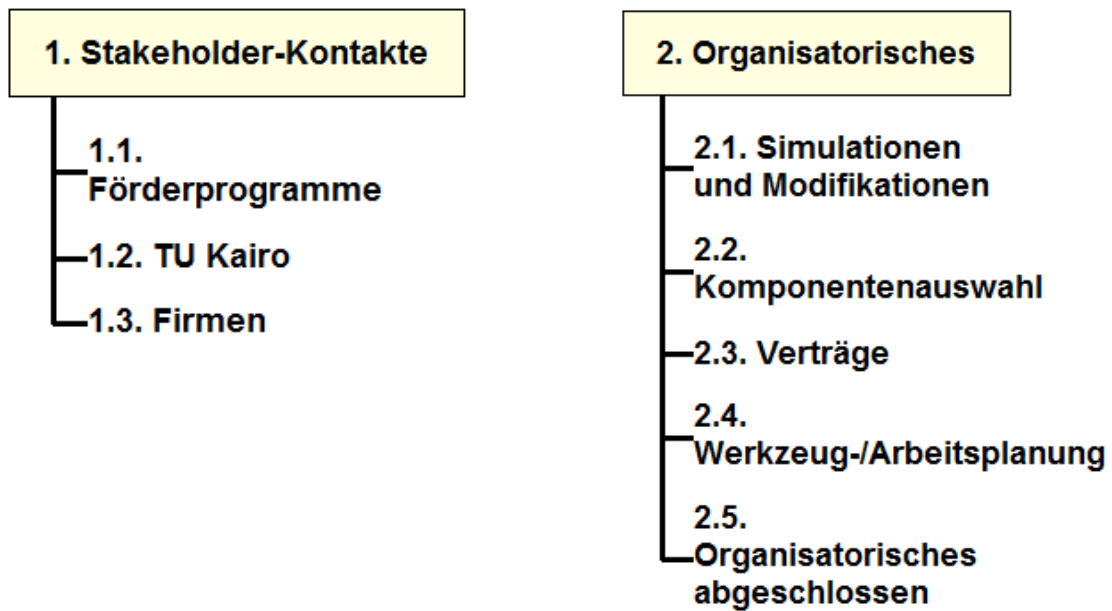 1. Stakeholder-Kontakte
1.1.
Förderprogramme
1.2. TU Kairo
1.3. Firmen
2. Organisatorisches
2.1. Simulationen
und Modifikationen
2.2.
Komponentenauswahl
2.3. Verträge
2.4.
Werkzeug-/Arbeitsplanung
2.5.
Organisatorisches
abgeschlossen